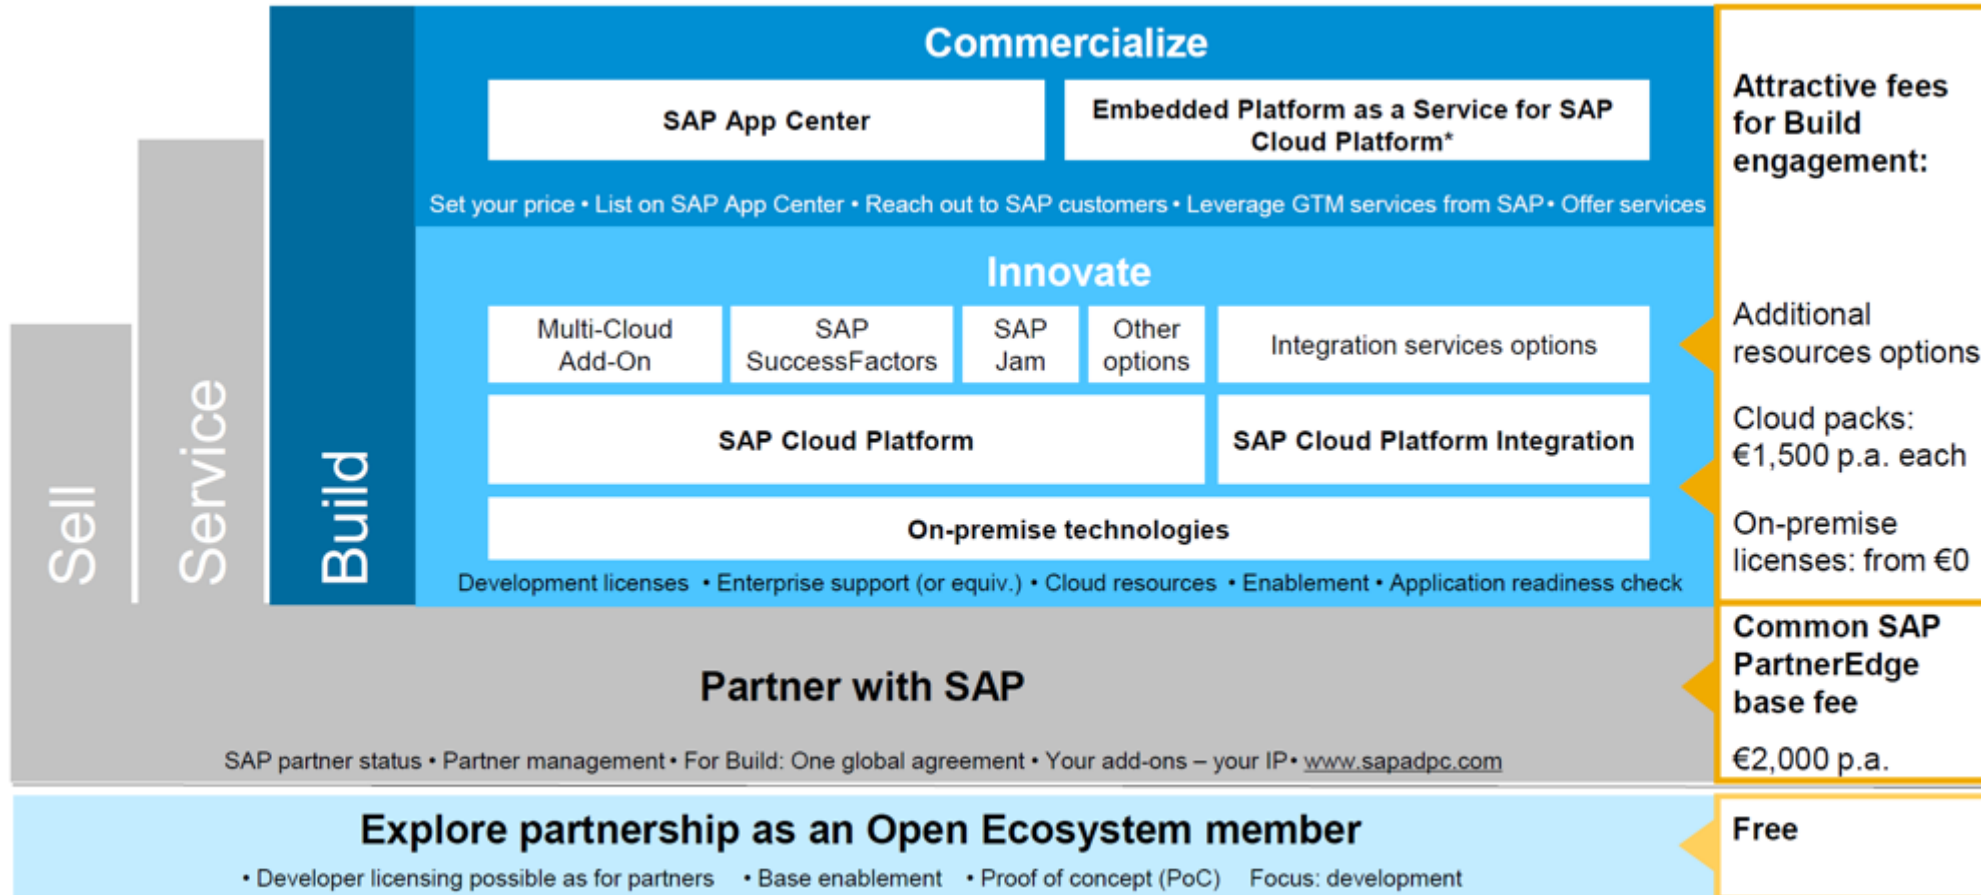 Commercialize
SAP App Center
Embedded Platform as a Service for SAP
Cloud Platform*
Set your price • List on SAP App Center • Reach out to SAP customers • Leverage GTM services from SAP • Offer services
Innovate
Multi-Cloud
Add-On
SAP
SuccessFactors
SAP
Jam
Other
options
Integration services options
SAP Cloud Platform
SAP Cloud Platform Integration
On-premise technologies
Development licenses • Enterprise support (or equiv.) • Cloud resources • Enablement • Application readiness check
Sell
Service
Build
Attractive fees
for Build
engagement:
Additional
resources options
Cloud packs:
€1,500 p.a. each
On-premise
licenses: from €0
Partner with SAP
SAP partner status • Partner management • For Build: One global agreement • Your add-ons – your IP • www.sapadpc.com
Common SAP
PartnerEdge
base fee
€2,000 p.a.
Explore partnership as an Open Ecosystem member
• Developer licensing possible as for partners • Base enablement • Proof of concept (PoC) Focus: development
Free